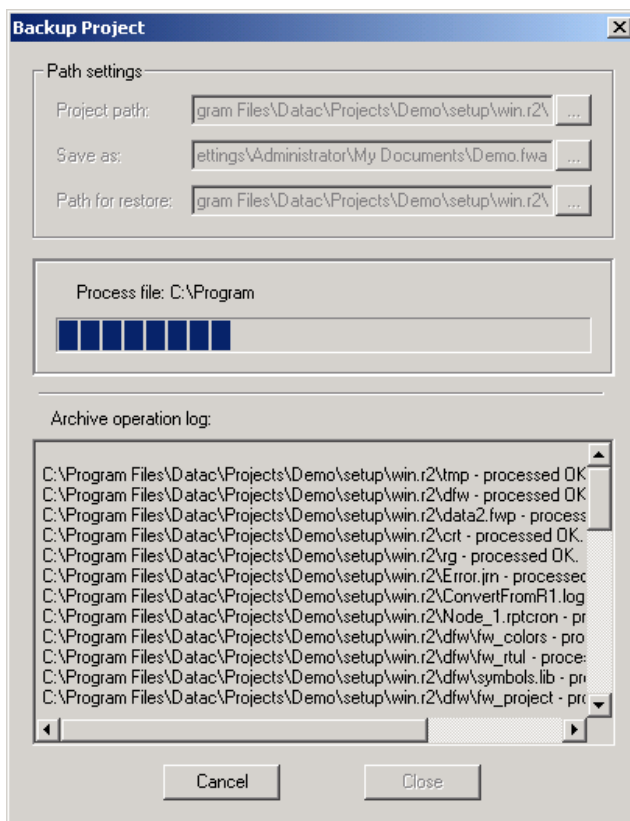 Backup Project
Path settings
Project path: gram Files\Datac\Projects\Demo\setup\win.r2\ ...
Save as: ettings\Administrator\My Documents\Demo.fwa ...
Path for restore: gram Files\Datac\Projects\Demo\setup\win.r2\ ...
Process file: C:\Program
Archive operation log:
C:\Program Files\Datac\Projects\Demo\setup\win.r2\tmp - processed OK
C:\Program Files\Datac\Projects\Demo\setup\win.r2\dfw - processed OK
C:\Program Files\Datac\Projects\Demo\setup\win.r2\data2.fwp - process
C:\Program Files\Datac\Projects\Demo\setup\win.r2\crt - processed OK.
C:\Program Files\Datac\Projects\Demo\setup\win.r2\rg - processed OK.
C:\Program Files\Datac\Projects\Demo\setup\win.r2\Error.jrn - processed
C:\Program Files\Datac\Projects\Demo\setup\win.r2\ConvertFromR1.log
C:\Program Files\Datac\Projects\Demo\setup\win.r2\Node_1.rptcron - pr
C:\Program Files\Datac\Projects\Demo\setup\win.r2\dfw\fw_colors - pro
C:\Program Files\Datac\Projects\Demo\setup\win.r2\dfw\fw_rtul - proce
C:\Program Files\Datac\Projects\Demo\setup\win.r2\dfw\symbols.lib - pr
C:\Program Files\Datac\Projects\Demo\setup\win.r2\dfw\fw_project - pr
Cancel Close